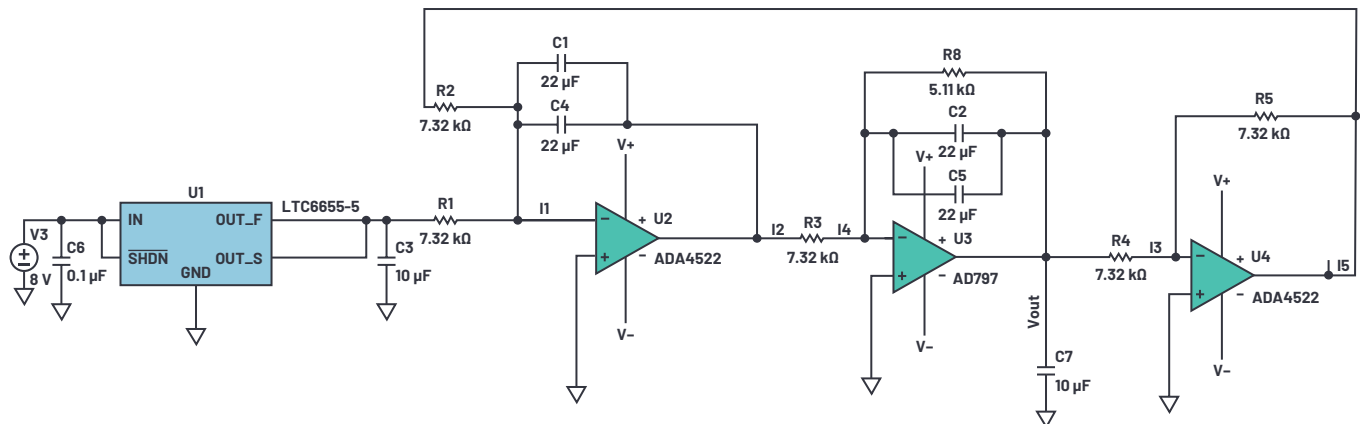 C1
22 µF
C4
22 µF
R2
7.32 kΩ
R8
5.11 kΩ
C2
22 µF
C5
22 µF
R5
7.32 kΩ
V+
V+
V+
U1
LTC6655-5
IN
OUT_F
SHDN
OUT_S
GND
V3
8 V
C6
0.1 µF
C3
10 µF
R1
7.32 kΩ
I1
–
+
+ U2
–
ADA4522
V–
I2
R3
7.32 kΩ
I4
–
+
+ U3
–
AD797
V–
Vout
C7
10 µF
R4
7.32 kΩ
I3
–
+
+ U4
–
ADA4522
V–
I5